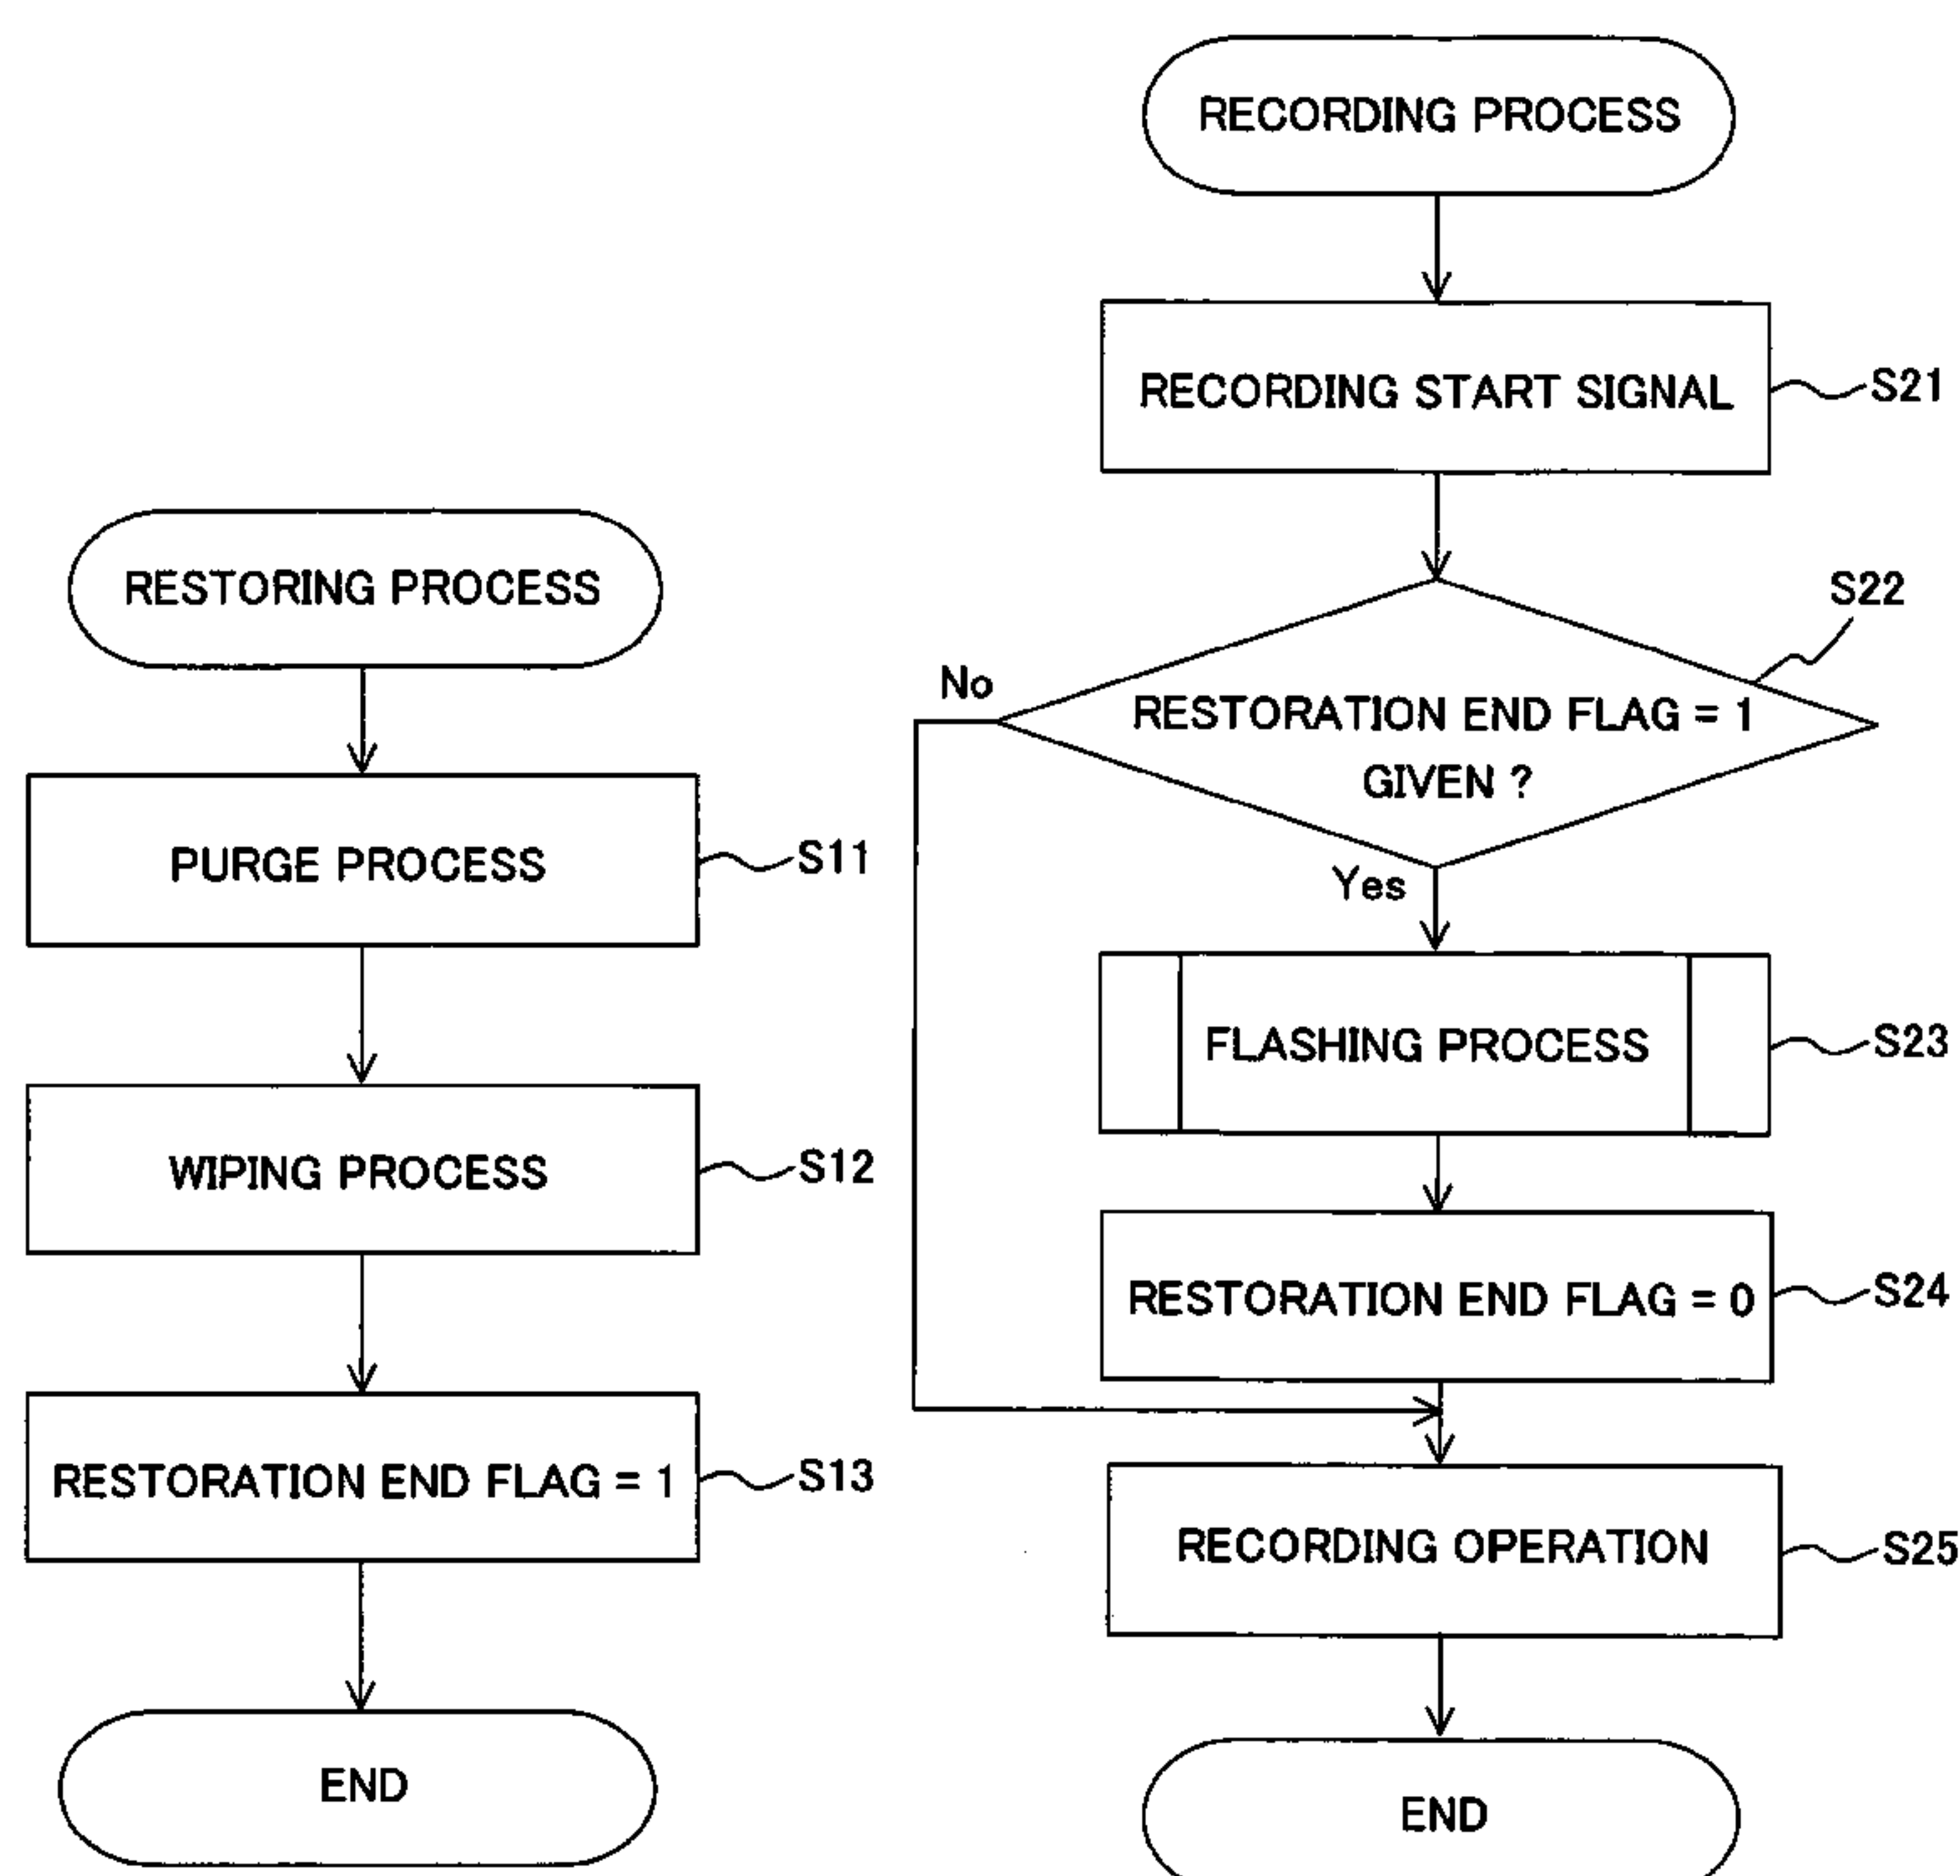 RESTORING PROCESS
PURGE PROCESS
S11
WIPING PROCESS
S12
RESTORATION END FLAG = 1
S13
END
RECORDING PROCESS
RECORDING START SIGNAL
S21
S22
RESTORATION END FLAG = 1
GIVEN ?
No
Yes
FLASHING PROCESS
S23
RESTORATION END FLAG = 0
S24
RECORDING OPERATION
S25
END